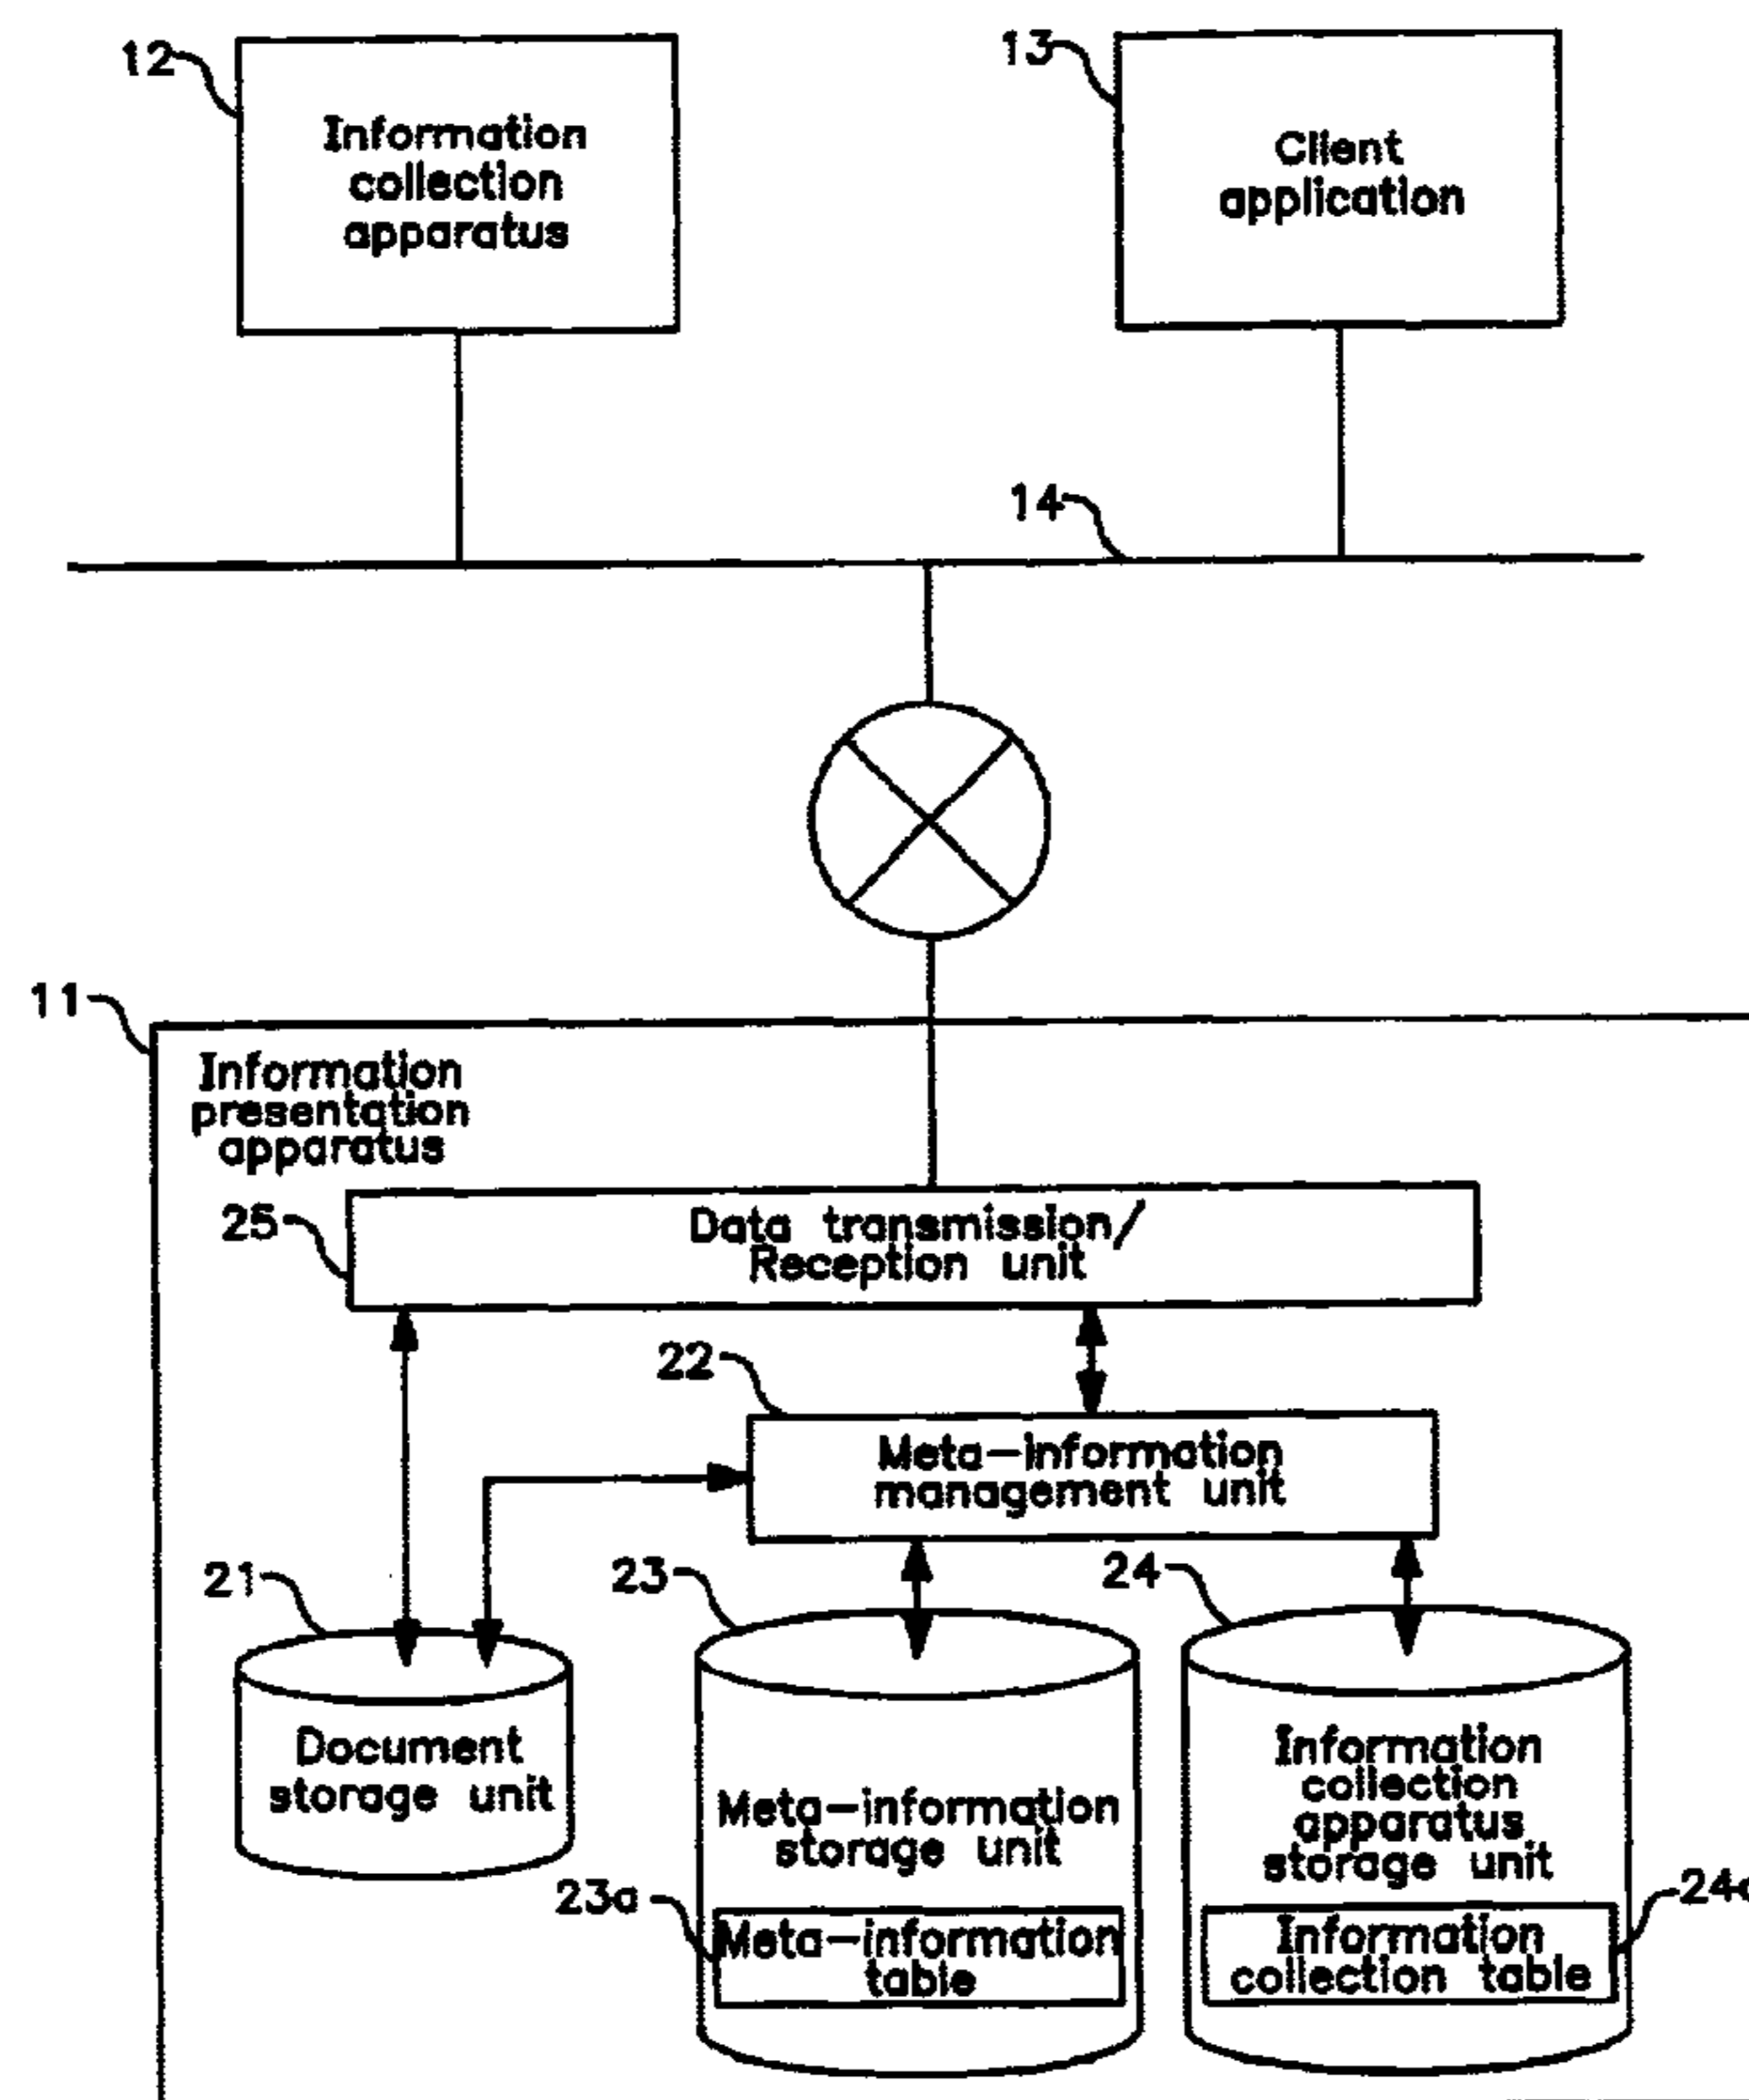 12
Information
collection
apparatus
13
Client
application
14
11
Information
presentation
apparatus
25
Data transmission/
Reception unit
22
Meta-information
management unit
21
Document
storage unit
23
Meta-information
storage unit
23a
Meta-information
table
24
Information
collection
apparatus
storage unit
Information
collection table